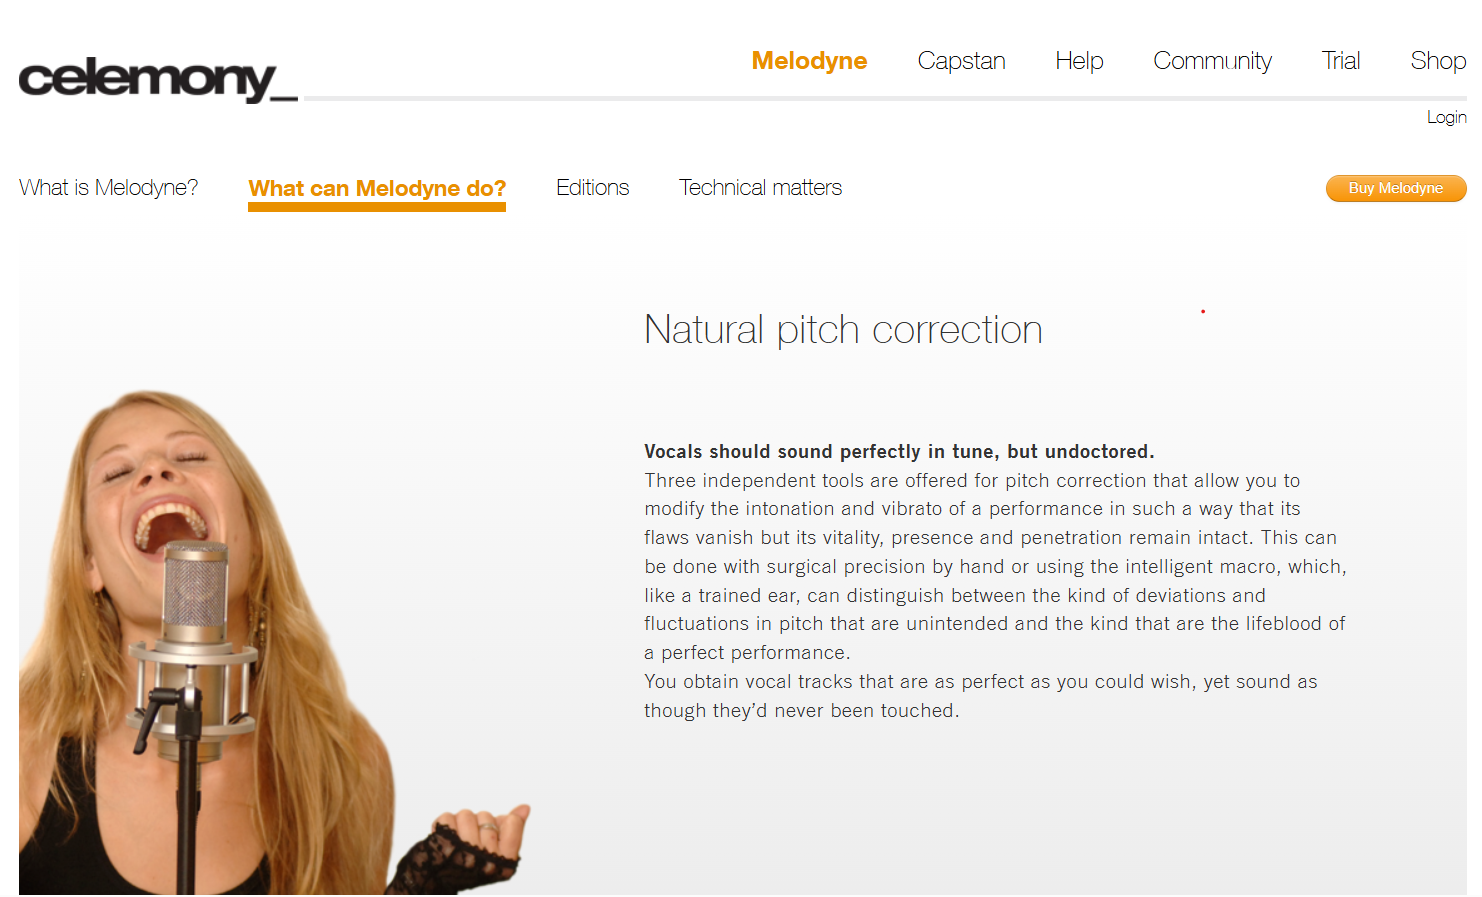 celemony_
Melodyne Capstan Help Community Trial Shop
Login
What is Melodyne? What can Melodyne do? Editions Technical matters Buy Melodyne
Natural pitch correction
Vocals should sound perfectly in tune, but undoctored.
Three independent tools are offered for pitch correction that allow you to
modify the intonation and vibrato of a performance in such a way that its
flaws vanish but its vitality, presence and penetration remain intact. This can
be done with surgical precision by hand or using the intelligent macro, which,
like a trained ear, can distinguish between the kind of deviations and
fluctuations in pitch that are unintended and the kind that are the lifeblood of
a perfect performance.
You obtain vocal tracks that are as perfect as you could wish, yet sound as
though they’d never been touched.